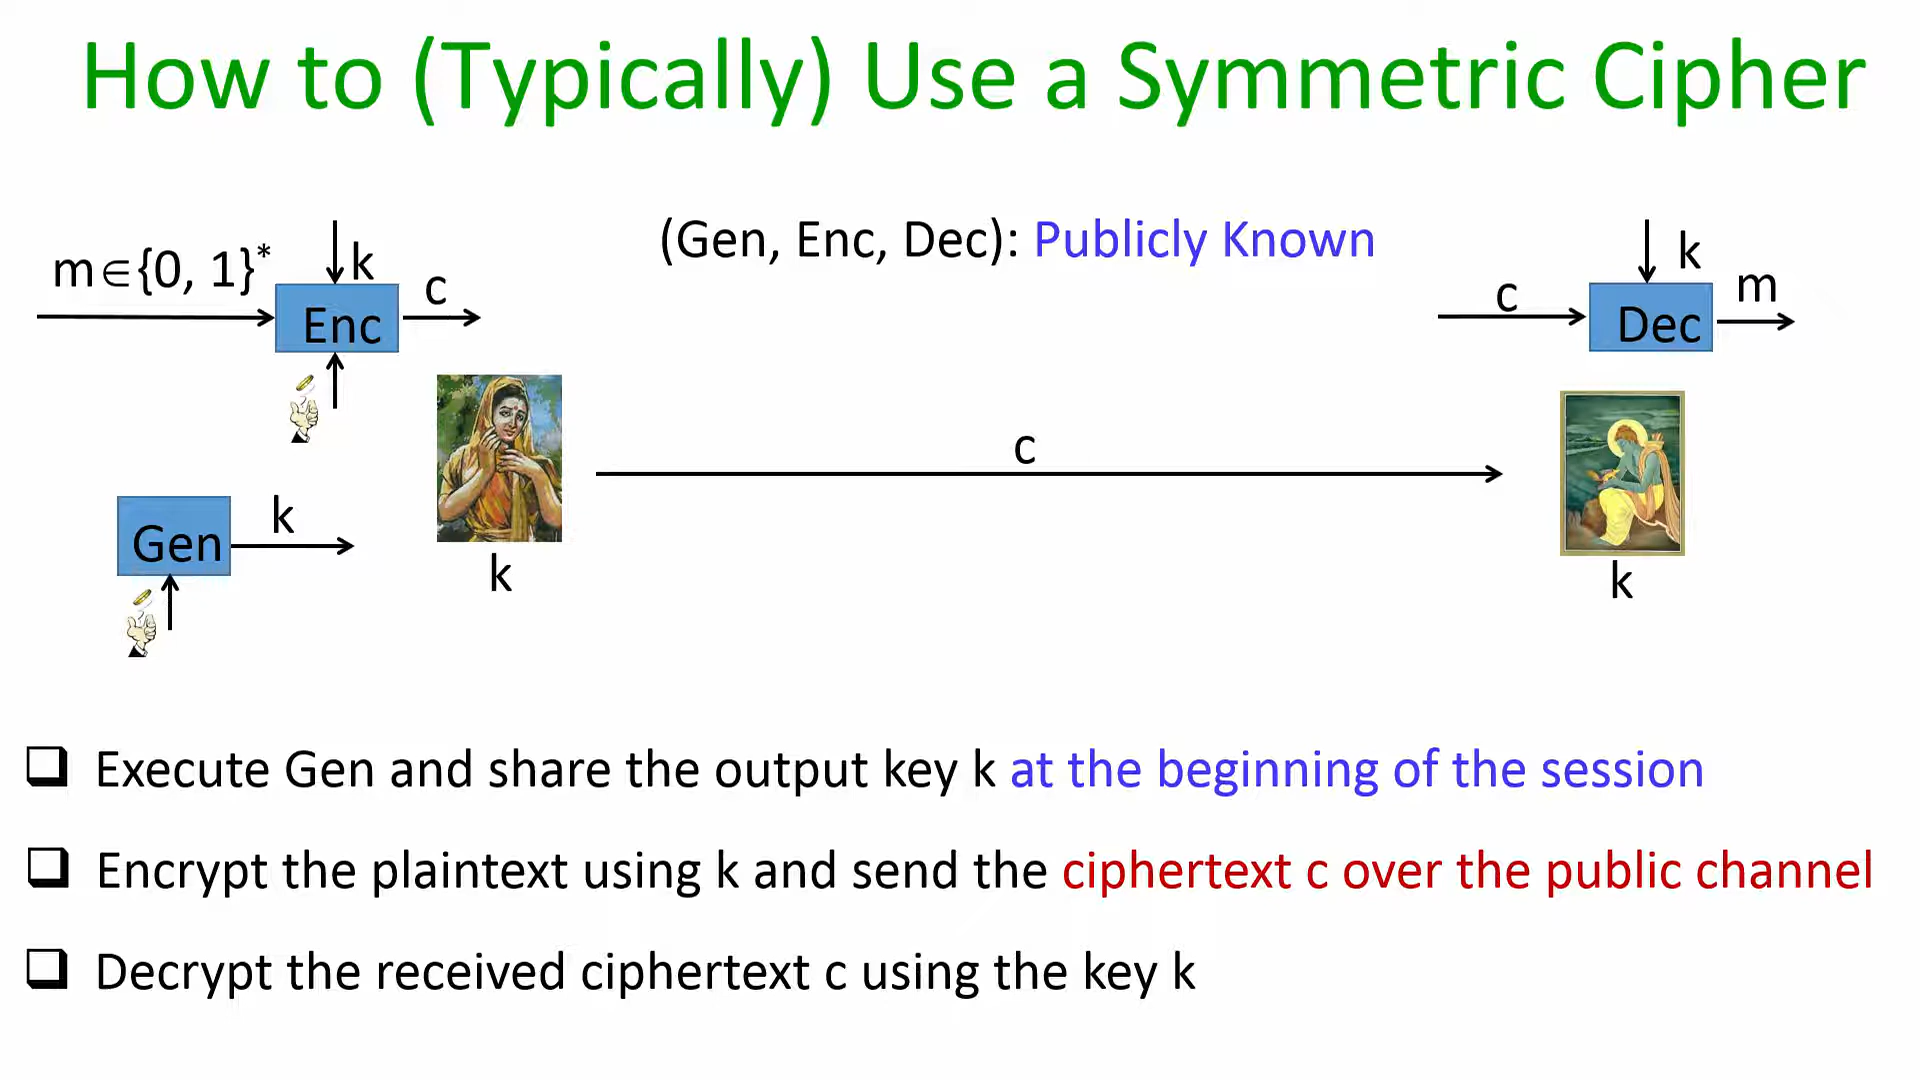 How to (Typically) Use a Symmetric Cipher
(Gen, Enc, Dec): Publicly Known
m∈{0, 1}*
k
c
Enc
k
c
Dec
m
c
Gen
k
k
k
❑ Execute Gen and share the output key k at the beginning of the session
❑ Encrypt the plaintext using k and send the ciphertext c over the public channel
❑ Decrypt the received ciphertext c using the key k